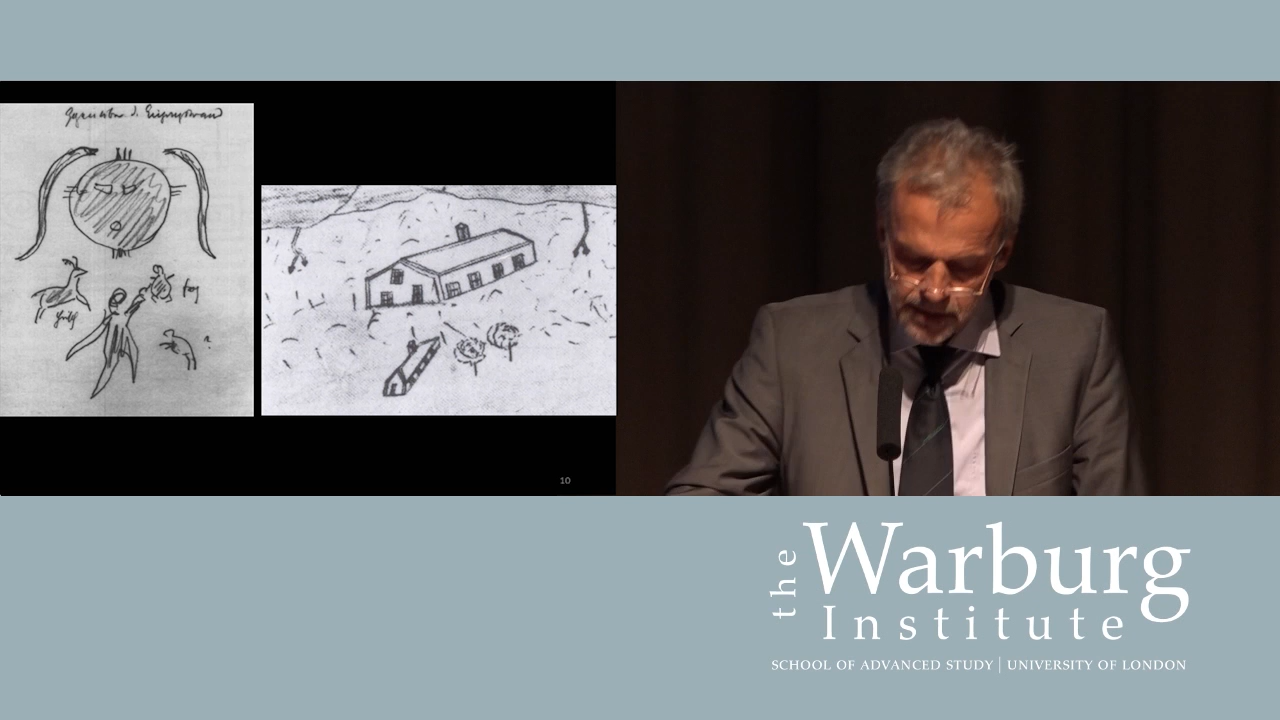 10
the
Warburg
Institute
SCHOOL OF ADVANCED STUDY | UNIVERSITY OF LONDON